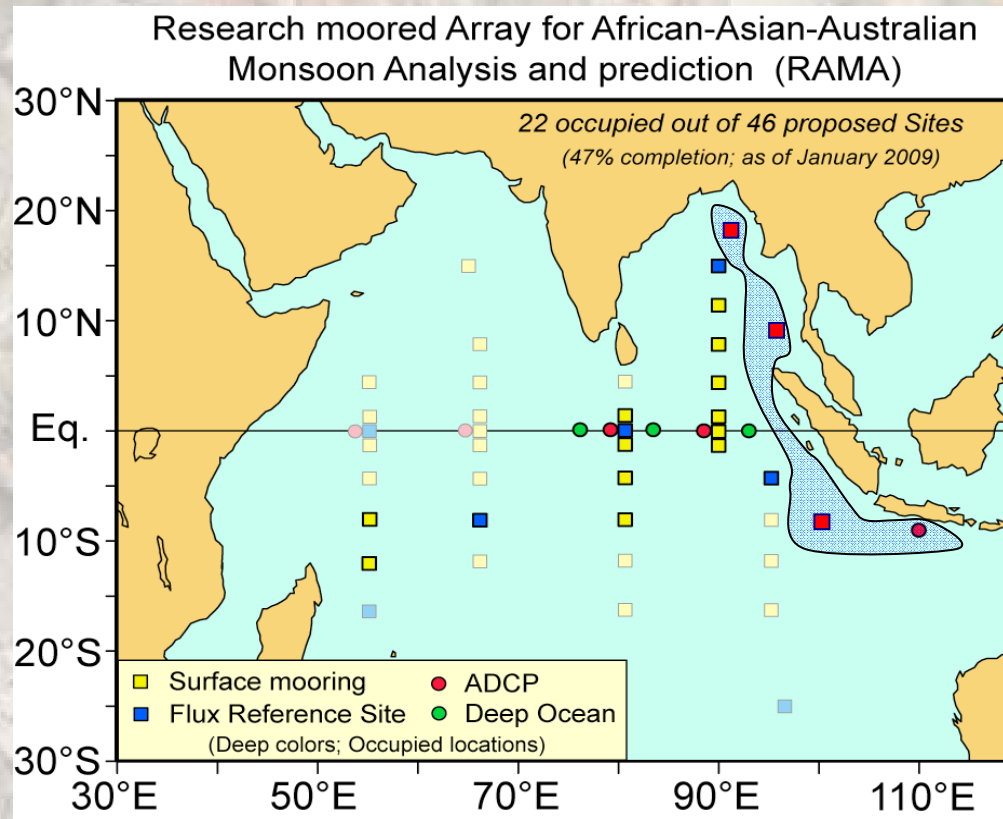 Research moored Array for African-Asian-Australian
Monsoon Analysis and prediction (RAMA)
30°N
22 occupied out of 46 proposed Sites
(47% completion; as of January 2009)
20°N
10°N
Eq.
10°S
20°S
Surface mooring
ADCP
Flux Reference Site
Deep Ocean
(Deep colors; Occupied locations)
30°S
30°E
50°E
70°E
90°E
110°E